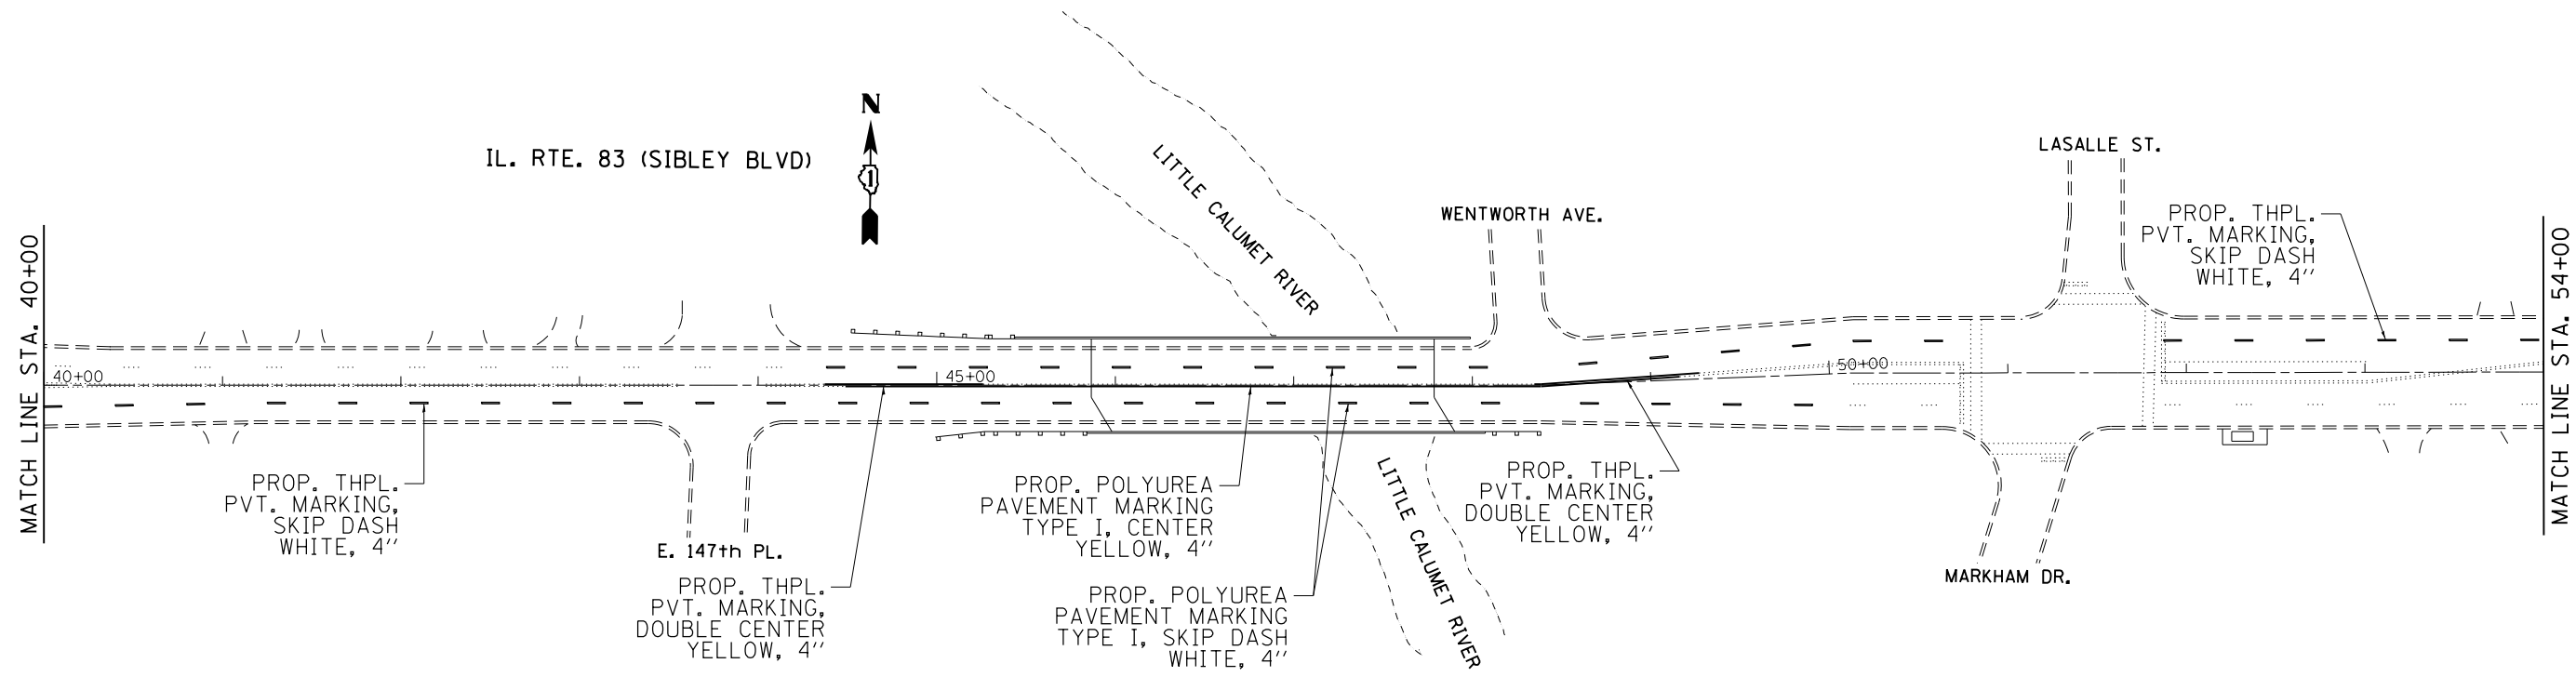 N
1
IL. RTE. 83 (SIBLEY BLVD)
LITTLE CALUMET RIVER
WENTWORTH AVE.
LASALLE ST.
PROP. THPL.
PVT. MARKING,
SKIP DASH
WHITE, 4''
MATCH LINE STA. 40+00
MATCH LINE STA. 54+00
40+00
45+00
50+00
PROP. THPL.
PVT. MARKING,
SKIP DASH
WHITE, 4''
E. 147th PL.
PROP. THPL.
PVT. MARKING,
DOUBLE CENTER
YELLOW, 4''
PROP. POLYUREA
PAVEMENT MARKING
TYPE I, CENTER
YELLOW, 4''
PROP. POLYUREA
PAVEMENT MARKING
TYPE I, SKIP DASH
WHITE, 4''
LITTLE CALUMET RIVER
PROP. THPL.
PVT. MARKING,
DOUBLE CENTER
YELLOW, 4''
MARKHAM DR.